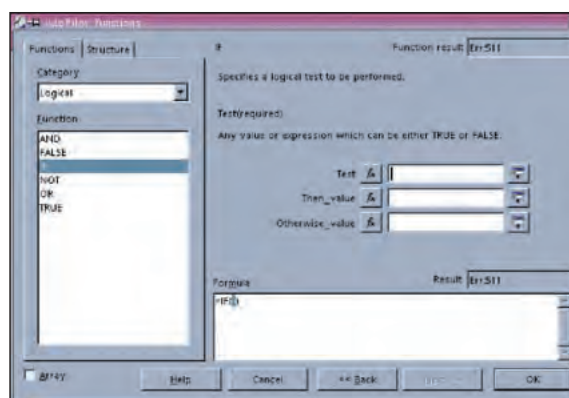 AutoPilot: Functions
Functions
Structure
IF
Function result
Err:511
Category
Logical
Function
AND
FALSE
IF
NOT
OR
TRUE
Specifies a logical test to be performed.
Test(required)
Any value or expression which can be either TRUE or FALSE.
Test
Then_value
Otherwise_value
Formula
Result
Err:511
=IF()
Array
Help
Cancel
<< Back
OK